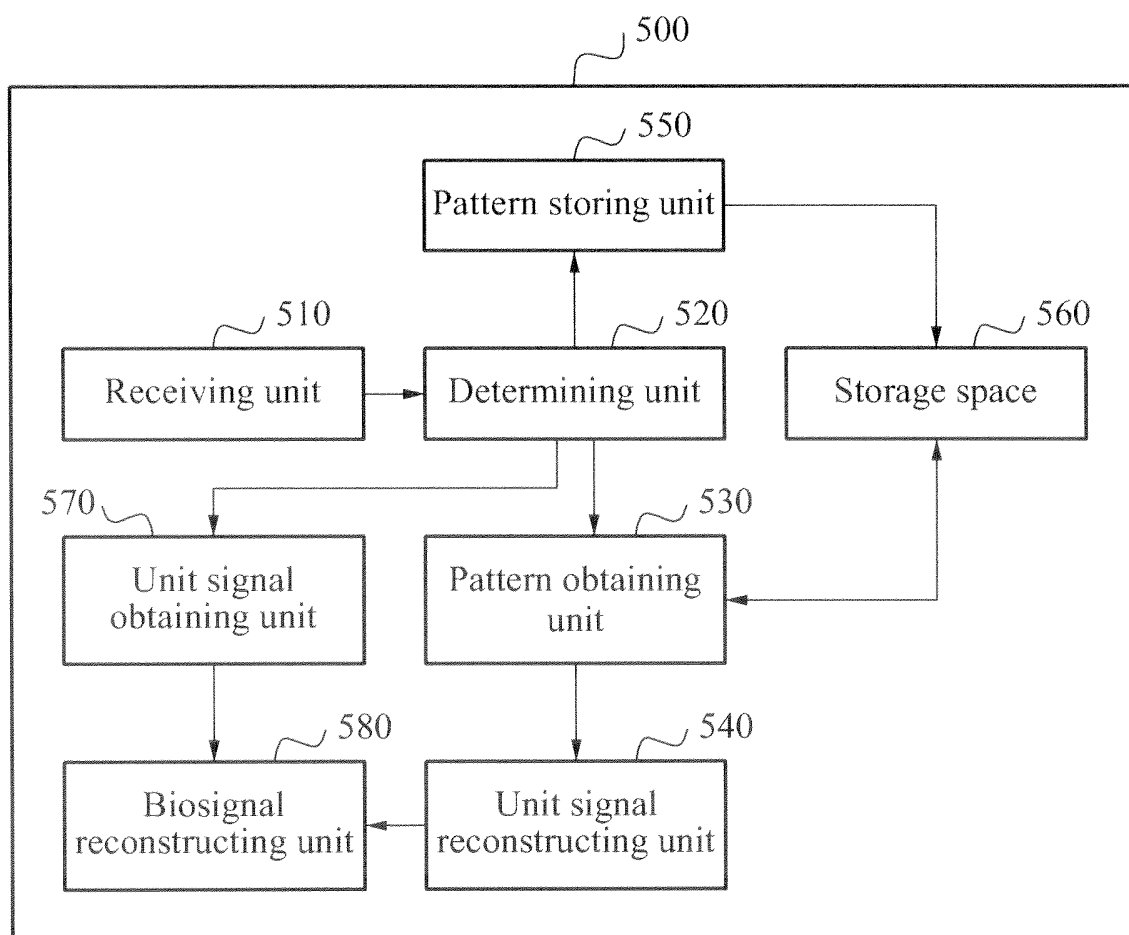 500
550
Pattern storing unit
510
520
560
Receiving unit
Determining unit
Storage space
570
530
Unit signal
obtaining unit
Pattern obtaining
unit
580
540
Biosignal
reconstructing unit
Unit signal
reconstructing unit